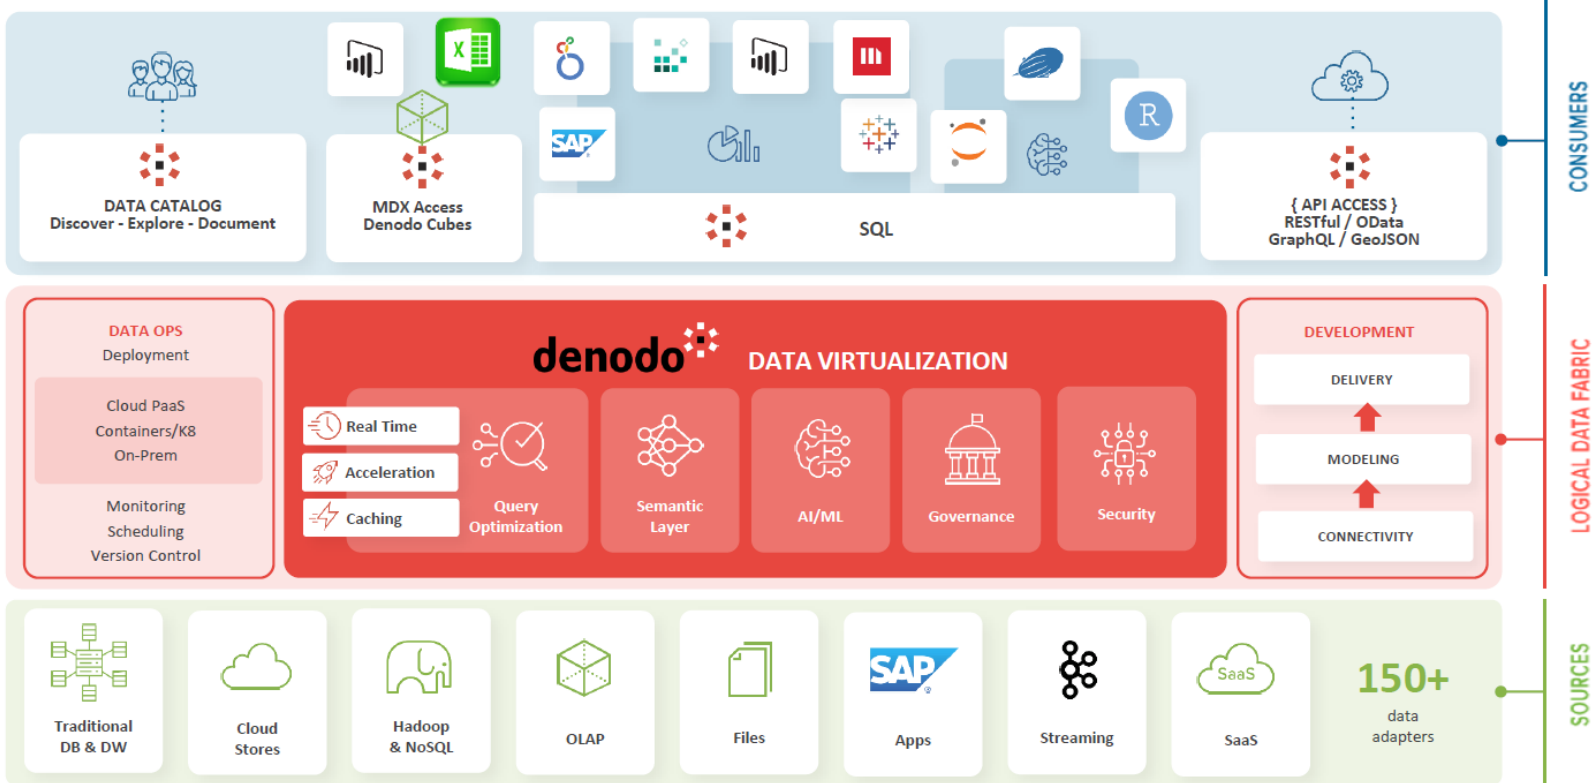 DATA CATALOG
Discover - Explore - Document
X
MDX Access
Denodo Cubes
SAP
R
SQL
{ API ACCESS }
RESTful / OData
GraphQL / GeoJSON
CONSUMERS
DATA OPS
Deployment
Cloud PaaS
Containers/K8
On-Prem
Monitoring
Scheduling
Version Control
denodo DATA VIRTUALIZATION
Real Time
Acceleration
Caching
Query
Optimization
Semantic
Layer
AI/ML
Governance
Security
DEVELOPMENT
DELIVERY
MODELING
CONNECTIVITY
LOGICAL DATA FABRIC
Traditional
DB & DW
Cloud
Stores
Hadoop
& NoSQL
OLAP
Files
SAP
Apps
Streaming
SaaS
SaaS
150+
data
adapters
SOURCES